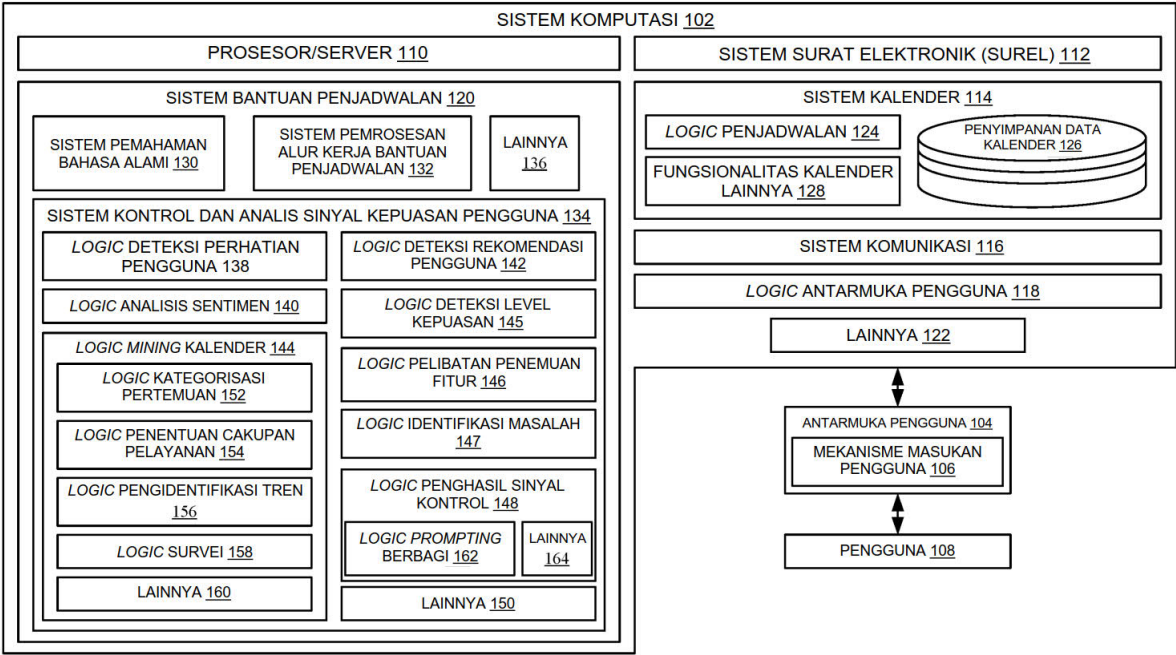 SISTEM KOMPUTASI 102
PROSESOR/SERVER 110
SISTEM BANTUAN PENJADWALAN 120
SISTEM PEMAHAMAN
BAHASA ALAMI 130
SISTEM PEMROSESAN
ALUR KERJA BANTUAN
PENJADWALAN 132
LAINNYA
136
SISTEM KONTROL DAN ANALIS SINYAL KEPUASAN PENGGUNA 134
LOGIC DETEKSI PERHATIAN
PENGGUNA 138
LOGIC ANALISIS SENTIMEN 140
LOGIC MINING KALENDER 144
LOGIC KATEGORISASI
PERTEMUAN 152
LOGIC PENENTUAN CAKUPAN
PELAYANAN 154
LOGIC PENGIDENTIFIKASI TREN
156
LOGIC SURVEI 158
LAINNYA 160
LOGIC DETEKSI REKOMENDASI
PENGGUNA 142
LOGIC DETEKSI LEVEL
KEPUASAN 145
LOGIC PELIBATAN PENEMUAN
FITUR 146
LOGIC IDENTIFIKASI MASALAH
147
LOGIC PENGHASIL SINYAL
KONTROL 148
LOGIC PROMPTING
BERBAGI 162
LAINNYA
164
LAINNYA 150
SISTEM SURAT ELEKTRONIK (SUREL) 112
SISTEM KALENDER 114
LOGIC PENJADWALAN 124
FUNGSIONALITAS KALENDER
LAINNYA 128
PENYIMPANAN DATA
KALENDER 126
SISTEM KOMUNIKASI 116
LOGIC ANTARMUKA PENGGUNA 118
LAINNYA 122
ANTARMUKA PENGGUNA 104
MEKANISME MASUKAN
PENGGUNA 106
PENGGUNA 108